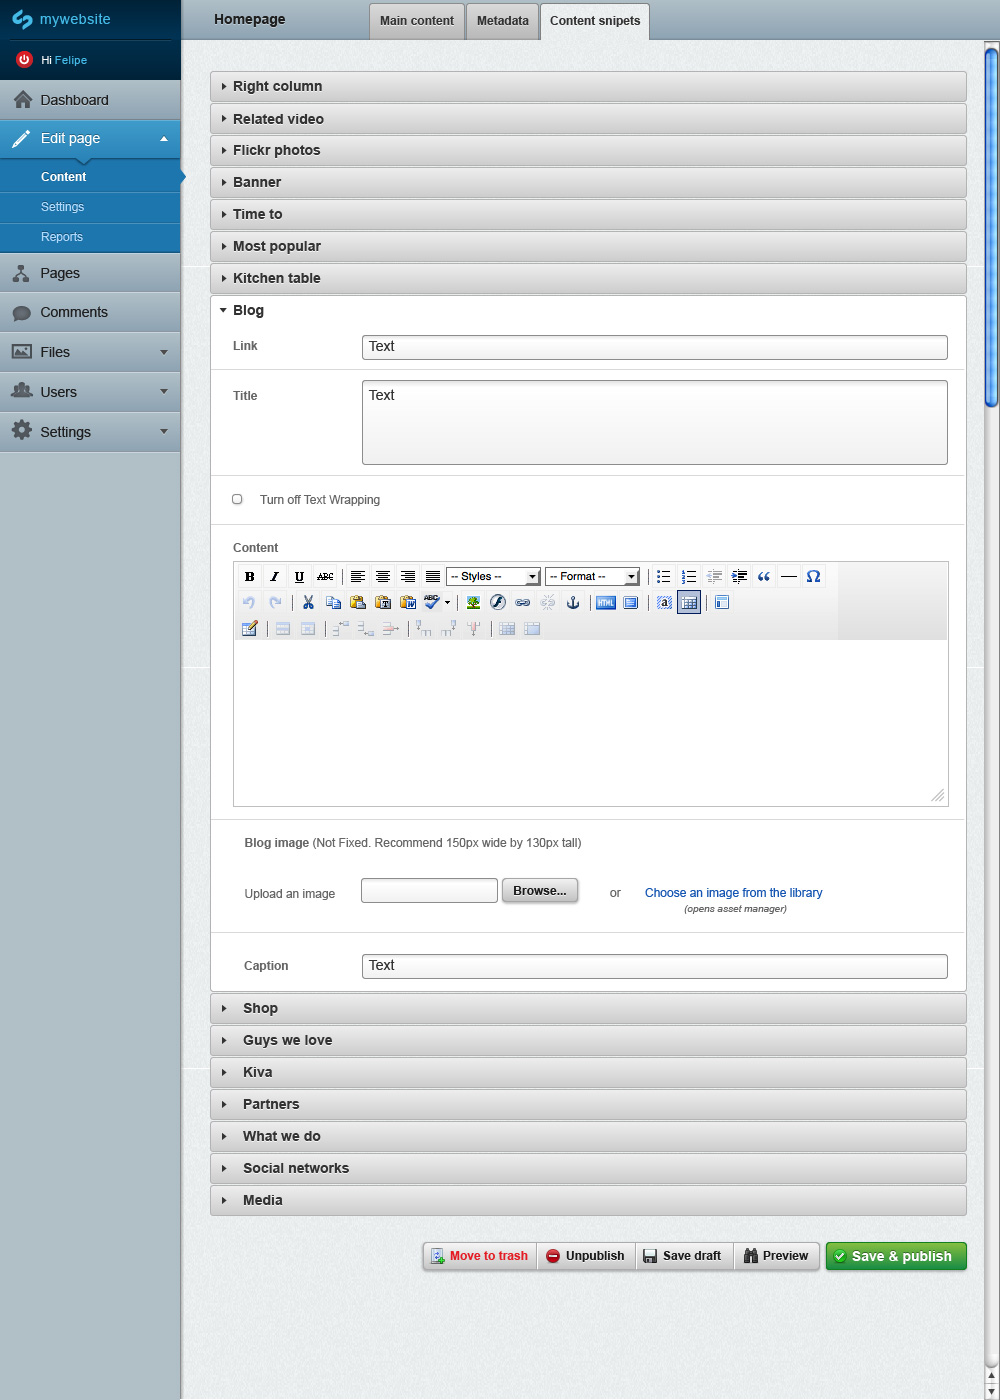 mywebsite
Homepage
Main content
Metadata
Content snipets
Hi Felipe
Dashboard
Edit page
Content
Settings
Reports
Pages
Comments
Files
Users
Settings
Right column
Related video
Flickr photos
Banner
Time to
Most popular
Kitchen table
Blog
Link
Text
Title
Text
Turn off Text Wrapping
Content
B I U ABC
-- Styles --
-- Format --
ABC
HTML
Blog image (Not Fixed. Recommend 150px wide by 130px tall)
Upload an image
Browse...
or
Choose an image from the library
(opens asset manager)
Caption
Text
Shop
Guys we love
Kiva
Partners
What we do
Social networks
Media
Move to trash
Unpublish
Save draft
Preview
Save & publish